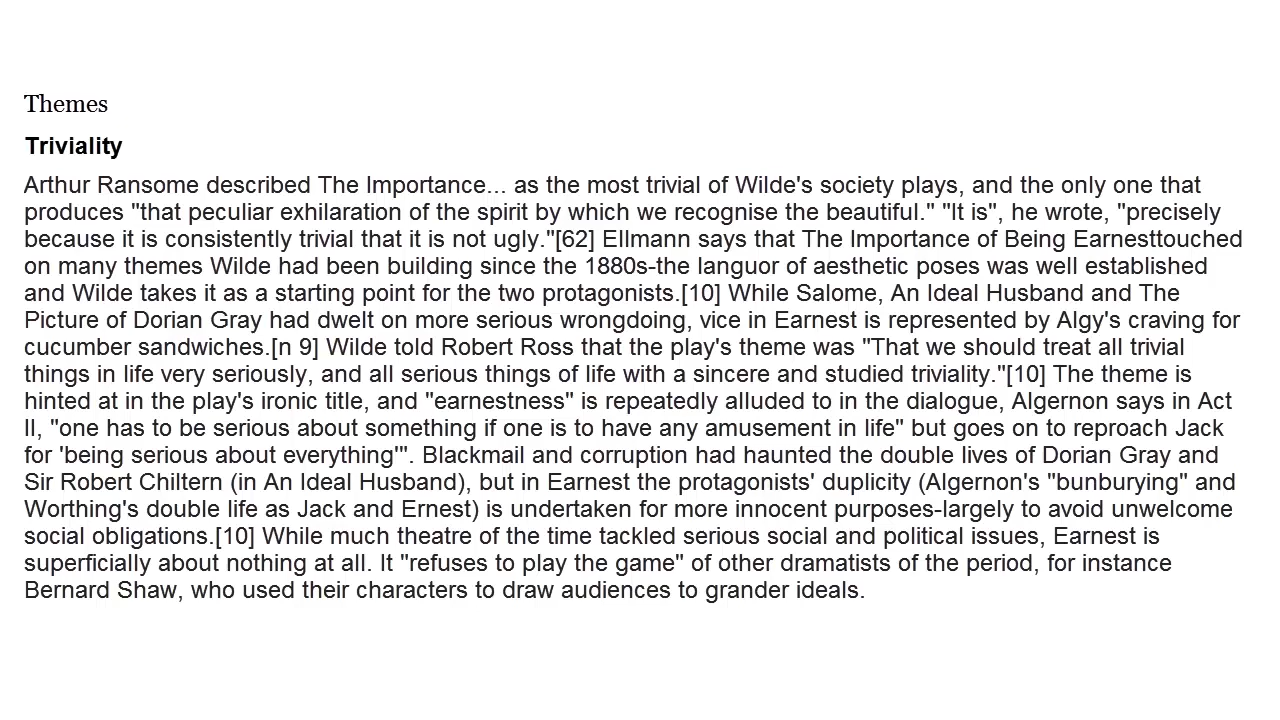 Themes
Triviality
Arthur Ransome described The Importance... as the most trivial of Wilde's society plays, and the only one that
produces "that peculiar exhilaration of the spirit by which we recognise the beautiful." "It is", he wrote, "precisely
because it is consistently trivial that it is not ugly."[62] Ellmann says that The Importance of Being Earnesttouched
on many themes Wilde had been building since the 1880s-the languor of aesthetic poses was well established
and Wilde takes it as a starting point for the two protagonists.[10] While Salome, An Ideal Husband and The
Picture of Dorian Gray had dwelt on more serious wrongdoing, vice in Earnest is represented by Algy's craving for
cucumber sandwiches.[n 9] Wilde told Robert Ross that the play's theme was "That we should treat all trivial
things in life very seriously, and all serious things of life with a sincere and studied triviality."[10] The theme is
hinted at in the play's ironic title, and "earnestness" is repeatedly alluded to in the dialogue, Algernon says in Act
II, "one has to be serious about something if one is to have any amusement in life" but goes on to reproach Jack
for 'being serious about everything'". Blackmail and corruption had haunted the double lives of Dorian Gray and
Sir Robert Chiltern (in An Ideal Husband), but in Earnest the protagonists' duplicity (Algernon's "bunburying" and
Worthing's double life as Jack and Ernest) is undertaken for more innocent purposes-largely to avoid unwelcome
social obligations.[10] While much theatre of the time tackled serious social and political issues, Earnest is
superficially about nothing at all. It "refuses to play the game" of other dramatists of the period, for instance
Bernard Shaw, who used their characters to draw audiences to grander ideals.